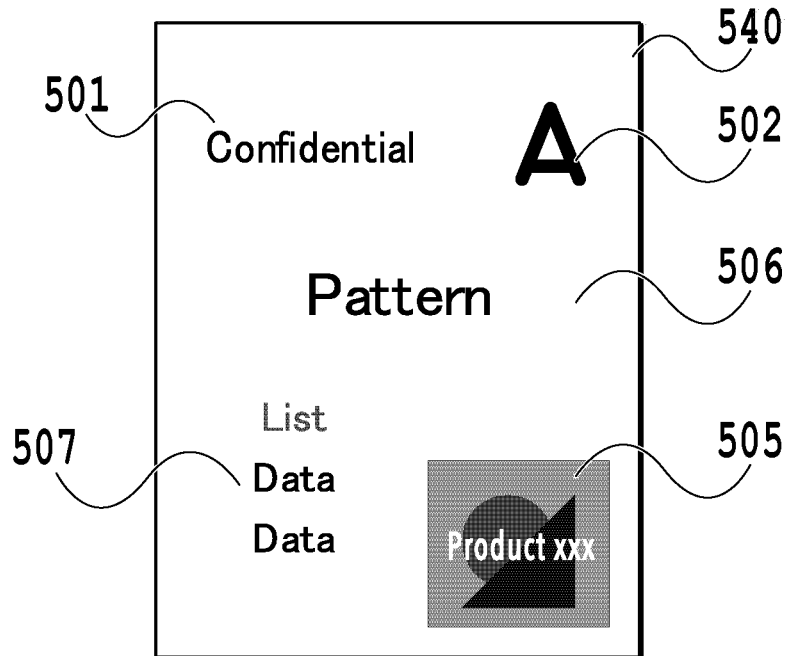 540
501
502
Confidential
A
506
Pattern
List
507
505
Data
Data
Product xxx